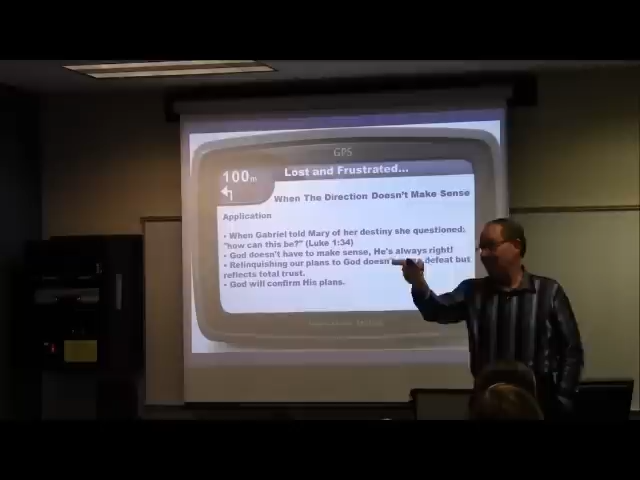 GPS
100m
Lost and Frustrated...
When The Direction Doesn't Make Sense
Application
• When Gabriel told Mary of her destiny she questioned;
"how can this be?" (Luke 1:34)
• God doesn't have to make sense, He's always right!
• Relinquishing our plans to God doesn't defeat but
reflects total trust.
• God will confirm His plans.